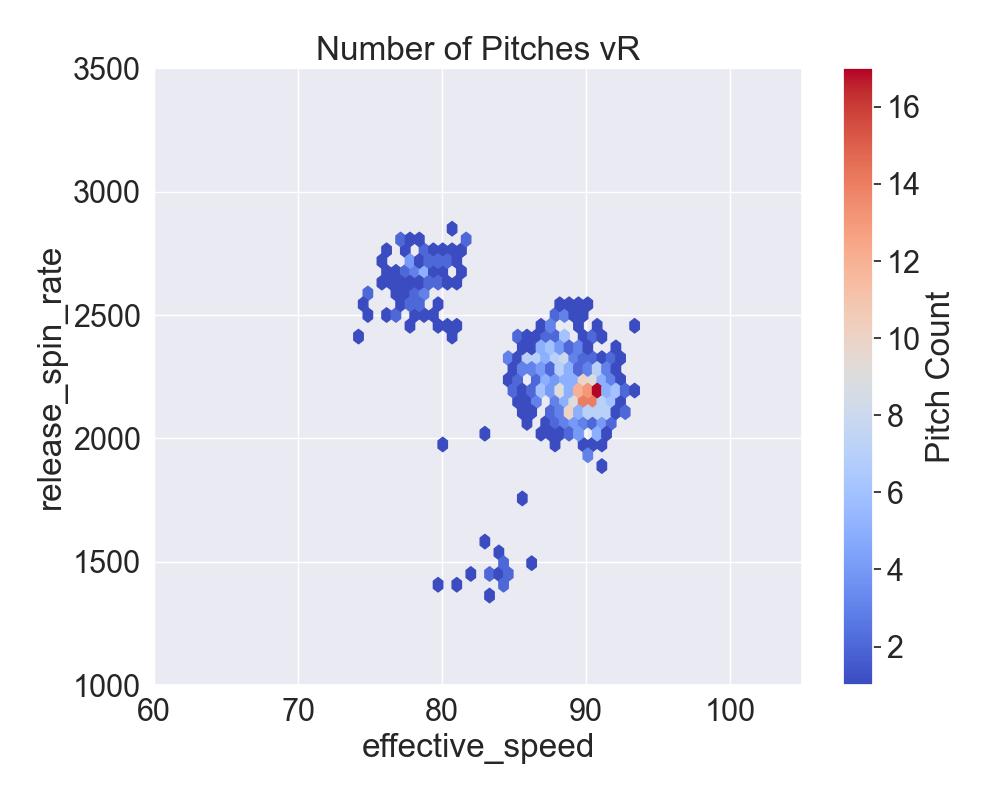 Number of Pitches vR
3500
3000
2500
2000
1500
1000
release_spin_rate
60 70 80 90 100
effective_speed
16
14
12
10
8
6
4
2
Pitch Count